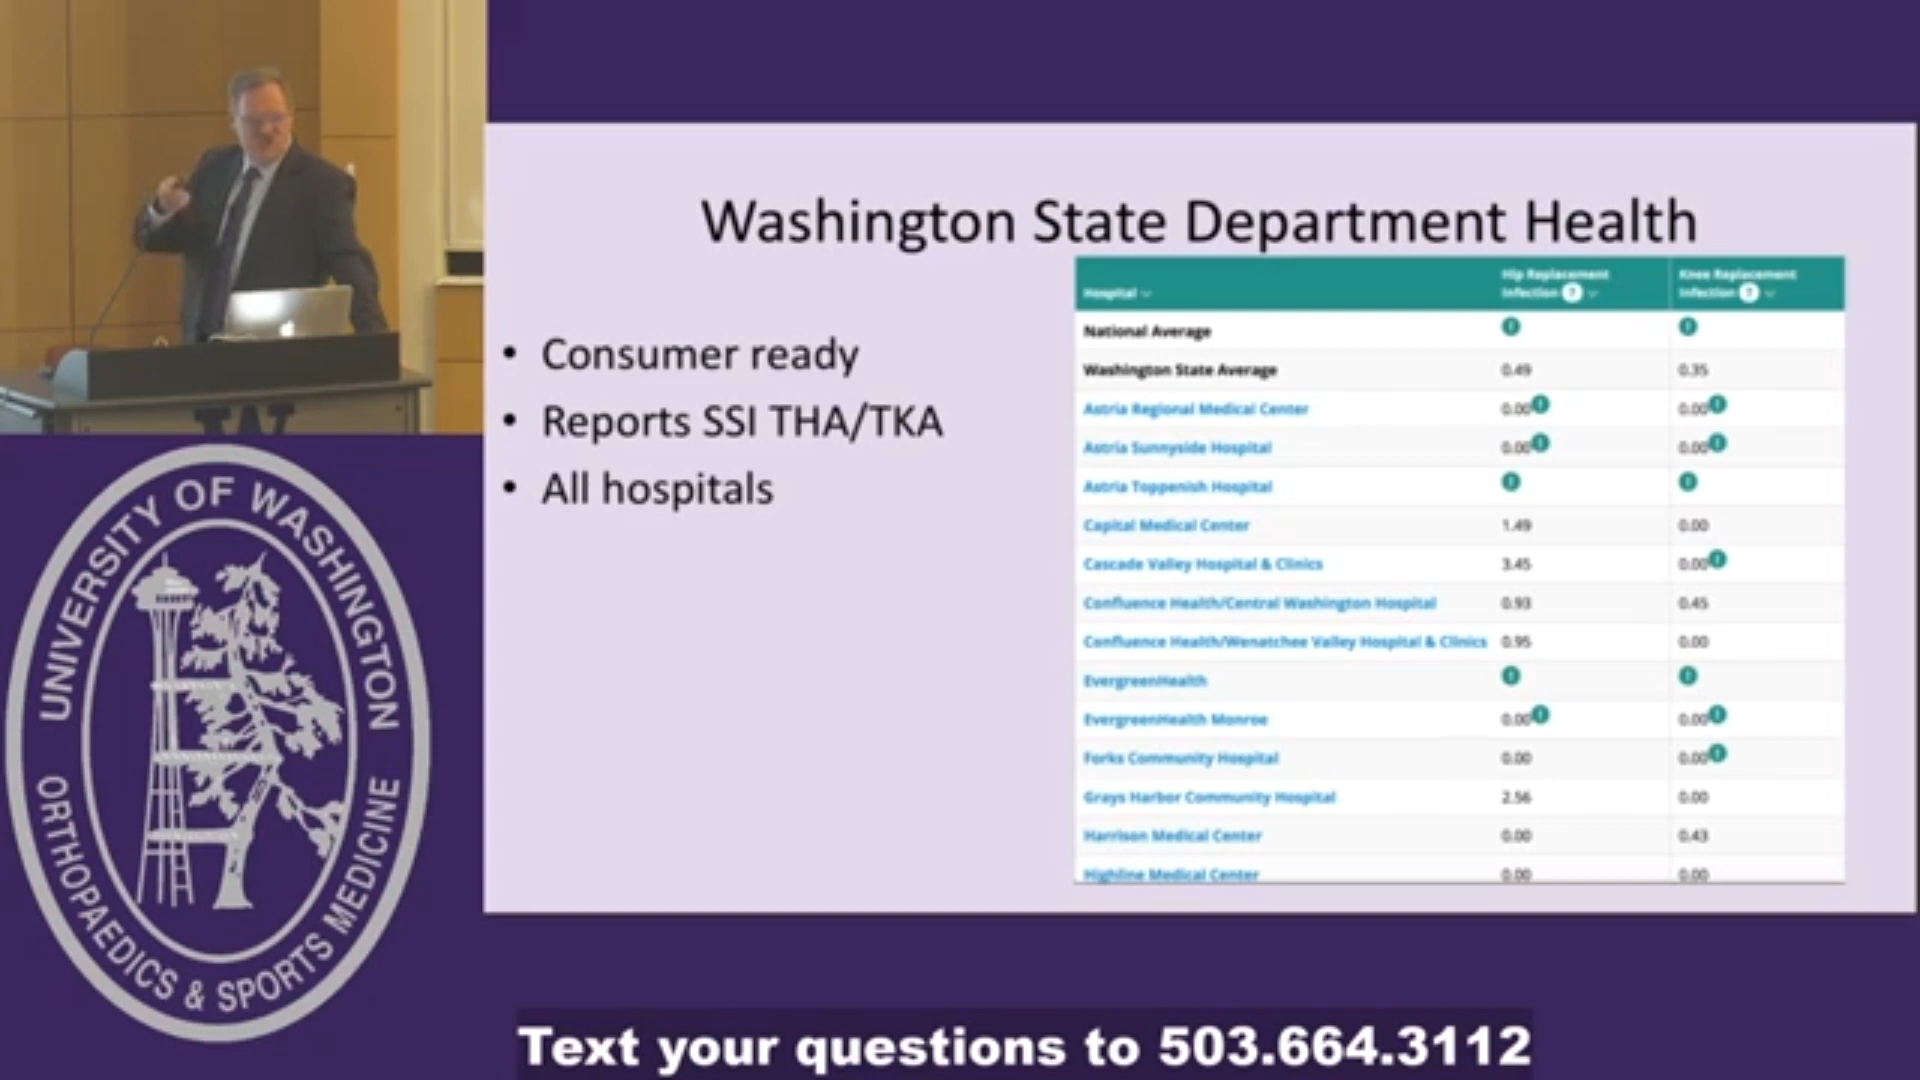 Washington State Department Health
• Consumer ready
• Reports SSI THA/TKA
• All hospitals
Hospital Hip Replacement Infection ? Knee Replacement Infection ?
National Average
Washington State Average 0.49 0.35
Astria Regional Medical Center 0.00 0.00
Astria Sunnyside Hospital 0.00 0.00
Astria Toppenish Hospital
Capital Medical Center 1.49 0.00
Cascade Valley Hospital & Clinics 3.45 0.00
Confluence Health/Central Washington Hospital 0.93 0.45
Confluence Health/Wenatchee Valley Hospital & Clinics 0.95 0.00
EvergreenHealth
EvergreenHealth Monroe 0.00 0.00
Forks Community Hospital 0.00 0.00
Grays Harbor Community Hospital 2.56 0.00
Harrison Medical Center 0.00 0.43
Highline Medical Center 0.00 0.00
UNIVERSITY OF WASHINGTON
ORTHOPAEDICS & SPORTS MEDICINE
Text your questions to 503.664.3112